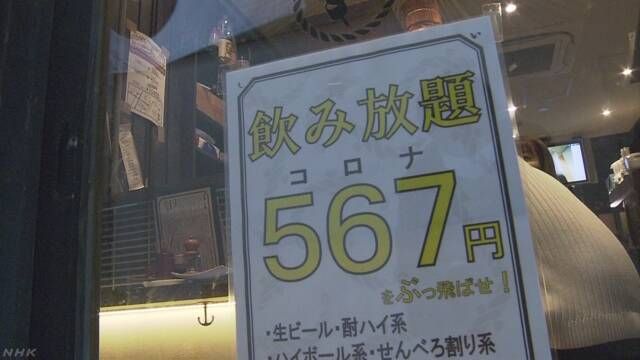 飲み放題
コロナ
567円
をぶっ飛ばせ!
・生ビール・酎ハイ系
・ハイボール系・せんべろ割り系
NHK